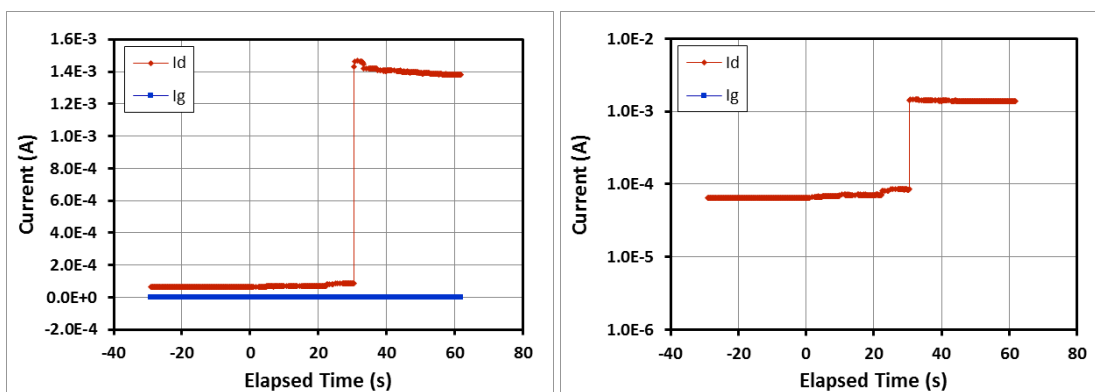 1.6E-3
1.4E-3
1.2E-3
1.0E-3
8.0E-4
6.0E-4
4.0E-4
2.0E-4
0.0E+0
-2.0E-4
Current (A)
Id
Ig
-40 -20 0 20 40 60 80
Elapsed Time (s)
1.0E-2
1.0E-3
1.0E-4
1.0E-5
1.0E-6
Current (A)
Id
Ig
-40 -20 0 20 40 60 80
Elapsed Time (s)